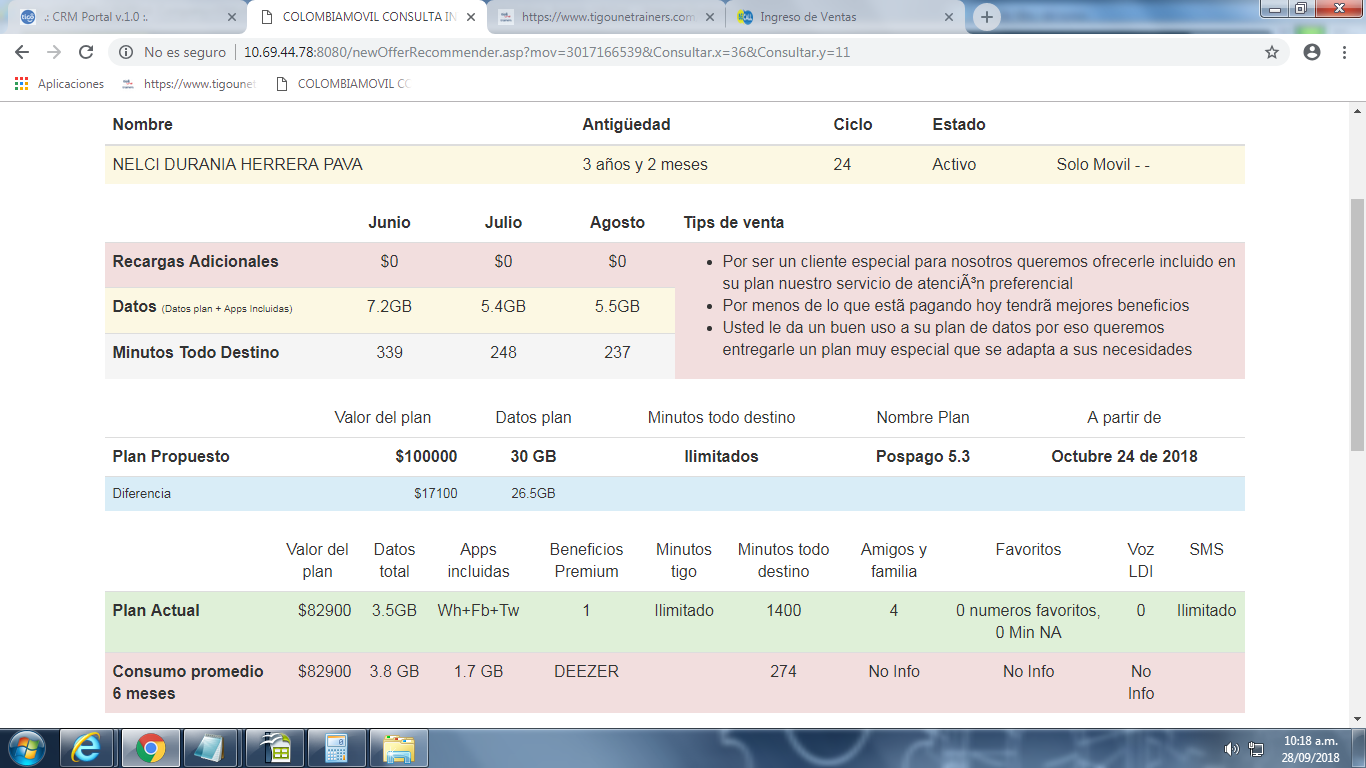 .: CRM Portal v.1.0 :.
COLOMBIAMOVIL CONSULTA IN
https://www.tigounetrainers.com
Ingreso de Ventas
No es seguro
10.69.44.78:8080/newOfferRecommender.asp?mov=3017166539&Consultar.x=36&Consultar.y=11
Aplicaciones
https://www.tigounet
COLOMBIAMOVIL CO
Nombre Antigüedad Ciclo Estado
NELCI DURANIA HERRERA PAVA 3 años y 2 meses 24 Activo Solo Movil - -
Junio Julio Agosto Tips de venta
Recargas Adicionales $0 $0 $0
Datos (Datos plan + Apps Incluidas) 7.2GB 5.4GB 5.5GB
Minutos Todo Destino 339 248 237
Por ser un cliente especial para nosotros queremos ofrecerle incluido en
su plan nuestro servicio de atenciÃ³n preferencial
Por menos de lo que estã pagando hoy tendrã mejores beneficios
Usted le da un buen uso a su plan de datos por eso queremos
entregarle un plan muy especial que se adapta a sus necesidades
Valor del plan Datos plan Minutos todo destino Nombre Plan A partir de
Plan Propuesto $100000 30 GB Ilimitados Pospago 5.3 Octubre 24 de 2018
Diferencia $17100 26.5GB
Valor del Datos Apps Beneficios Minutos Minutos todo Amigos y Favoritos Voz SMS
plan total incluidas Premium tigo destino familia LDI
Plan Actual $82900 3.5GB Wh+Fb+Tw 1 Ilimitado 1400 4 0 numeros favoritos, 0 Ilimitado
0 Min NA
Consumo promedio $82900 3.8 GB 1.7 GB DEEZER 274 No Info No Info No
6 meses Info
10:18 a.m.
28/09/2018